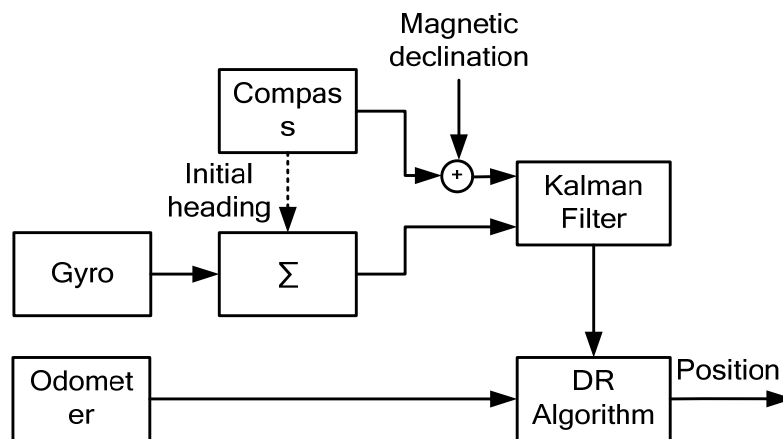 Magnetic
declination
Compas
s
+
Initial
heading
Kalman
Filter
Gyro
Σ
Odomet
er
DR
Algorithm
Position